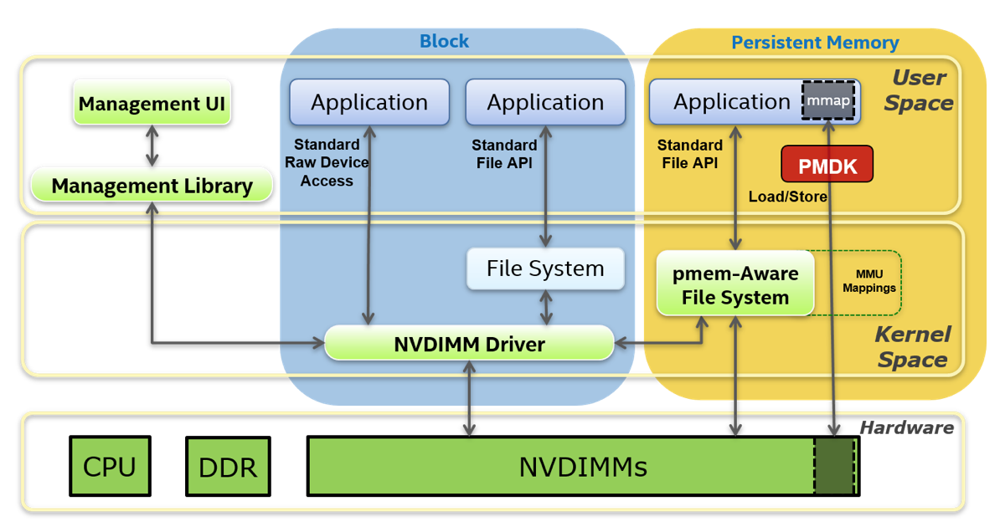 Block
Persistent Memory
User
Space
Management UI
Application
Application
Application
mmap
Standard
Raw Device
Access
Standard
File API
Standard
File API
PMDK
Management Library
Load/Store
File System
pmem-Aware
File System
MMU
Mappings
NVDIMM Driver
Kernel
Space
Hardware
CPU
DDR
NVDIMMs